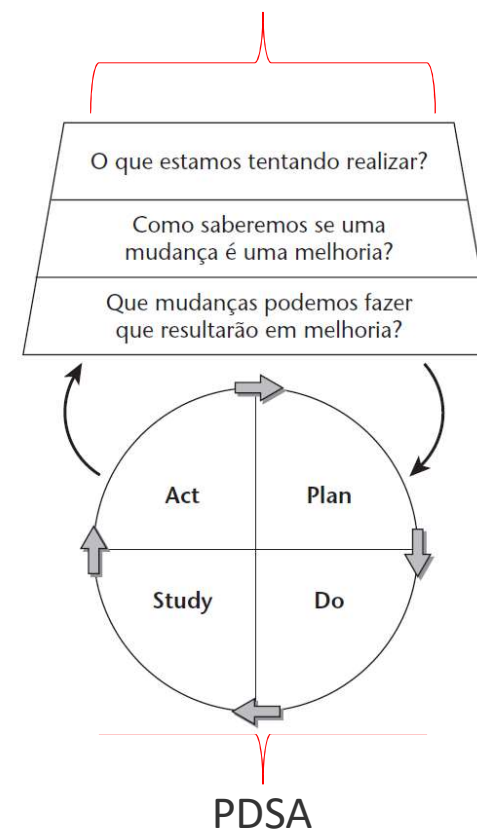 O que estamos tentando realizar?
Como saberemos se uma
mudança é uma melhoria?
Que mudanças podemos fazer
que resultarão em melhoria?
Act
Plan
Study
Do
PDSA